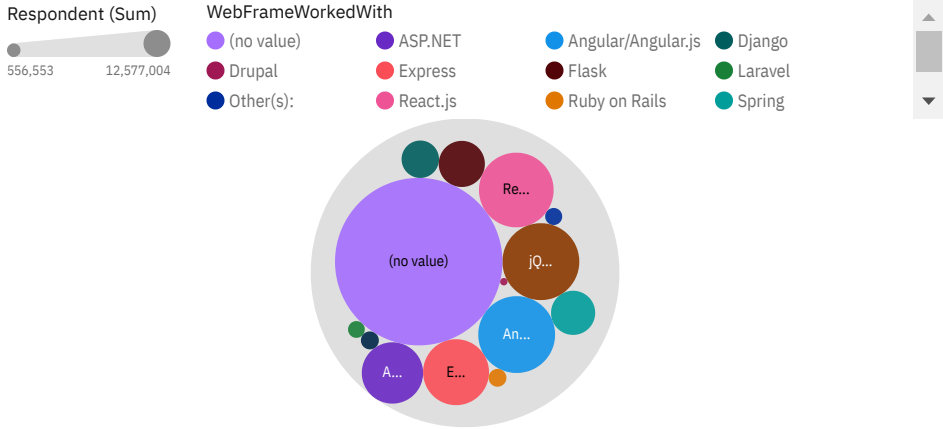 Respondent (Sum)
556,553 12,577,004
WebFrameWorkedWith
(no value) ASP.NET Angular/Angular.js Django
Drupal Express Flask Laravel
Other(s): React.js Ruby on Rails Spring
Re...
(no value)
jQ...
An...
A...
E...